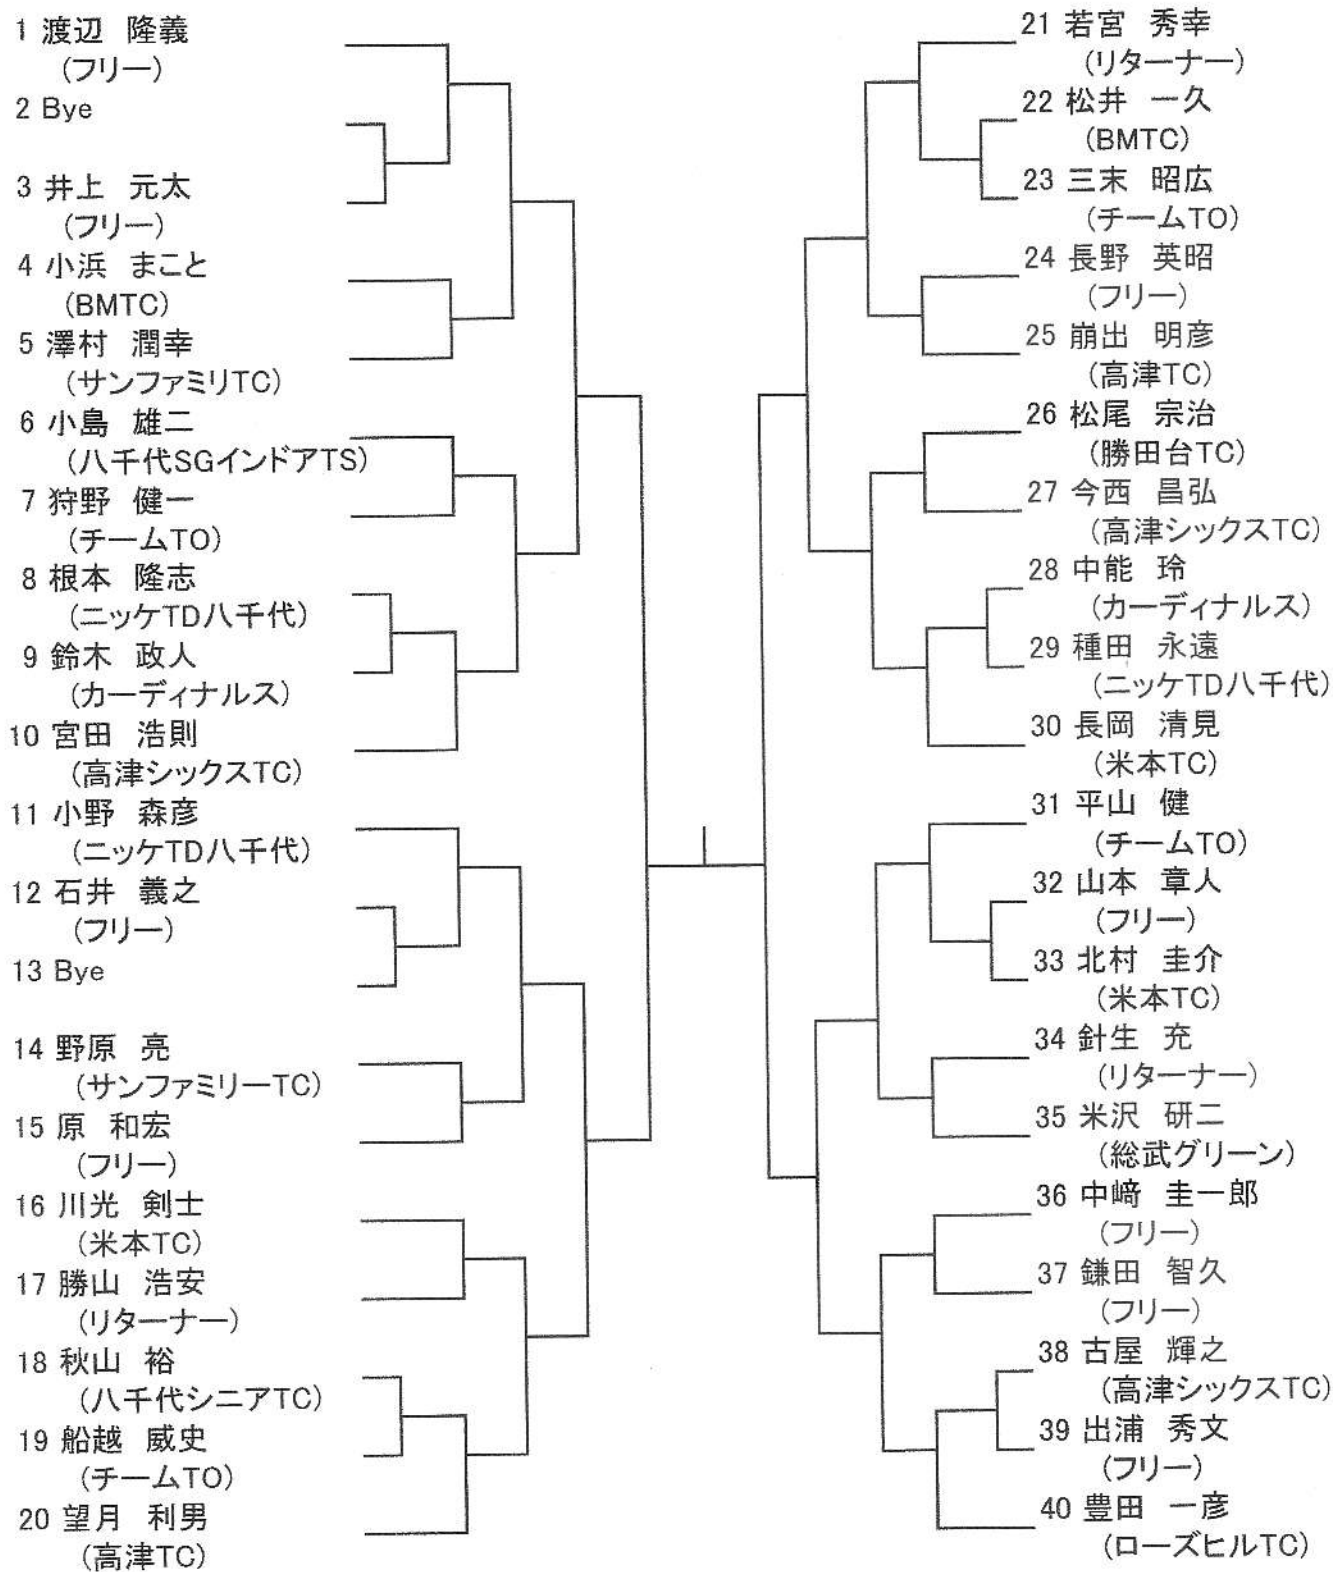 1 渡辺 隆義
(フリー)
2 Bye
3 井上 元太
(フリー)
4 小浜 まこと
(BMTC)
5 澤村 潤幸
(サンファミリTC)
6 小島 雄二
(八千代SGインドアTS)
7 狩野 健一
(チームTO)
8 根本 隆志
(ニッケTD八千代)
9 鈴木 政人
(カーディナルス)
10 宮田 浩則
(高津シックスTC)
11 小野 森彦
(ニッケTD八千代)
12 石井 義之
(フリー)
13 Bye
14 野原 亮
(サンファミリーTC)
15 原 和宏
(フリー)
16 川光 剣士
(米本TC)
17 勝山 浩安
(リターナー)
18 秋山 裕
(八千代シニアTC)
19 船越 威史
(チームTO)
20 望月 利男
(高津TC)
21 若宮 秀幸
(リターナー)
22 松井 一久
(BMTC)
23 三末 昭広
(チームTO)
24 長野 英昭
(フリー)
25 崩出 明彦
(高津TC)
26 松尾 宗治
(勝田台TC)
27 今西 昌弘
(高津シックスTC)
28 中能 玲
(カーディナルス)
29 種田 永遠
(ニッケTD八千代)
30 長岡 清見
(米本TC)
31 平山 健
(チームTO)
32 山本 章人
(フリー)
33 北村 圭介
(米本TC)
34 針生 充
(リターナー)
35 米沢 研二
(総武グリーン)
36 中﨑 圭一郎
(フリー)
37 鎌田 智久
(フリー)
38 古屋 輝之
(高津シックスTC)
39 出浦 秀文
(フリー)
40 豊田 一彦
(ローズヒルTC)